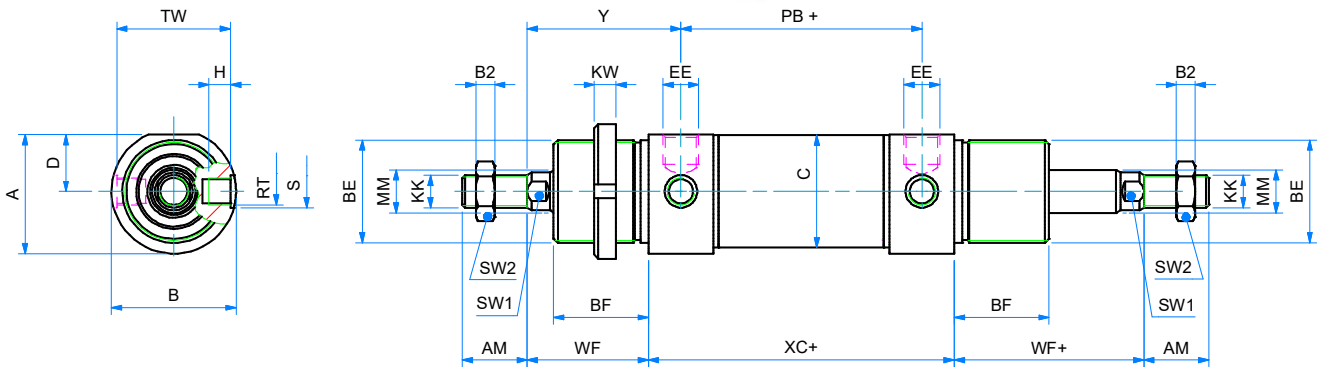 TW
H
A
D
RT
S
B
Y
PB +
B2
KW
EE
EE
B2
BE
MM
KK
C
KK
MM
BE
SW2
SW1
SW2
SW1
BF
BF
AM
WF
XC+
WF+
AM